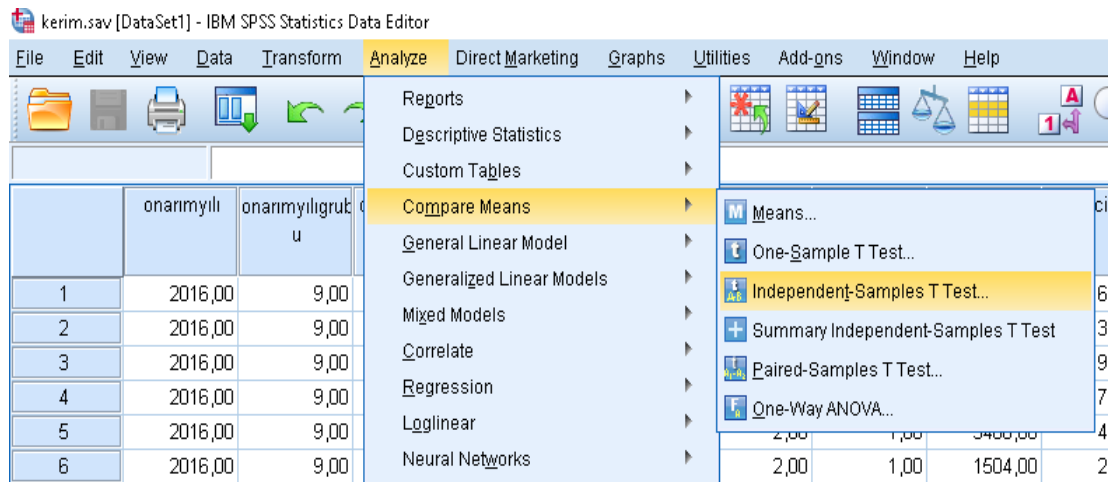 kerim.sav [DataSet1] - IBM SPSS Statistics Data Editor
File Edit View Data Transform Analyze Direct Marketing Graphs Utilities Add-ons Window Help
Reports
Descriptive Statistics
Custom Tables
Compare Means
General Linear Model
Generalized Linear Models
Mixed Models
Correlate
Regression
Loglinear
Neural Networks
Means...
One-Sample T Test...
Independent-Samples T Test...
Summary Independent-Samples T Test
Paired-Samples T Test...
One-Way ANOVA...
A
1
onarımyılı onarımyılıgrub
u
1 2016,00 9,00
2 2016,00 9,00
3 2016,00 9,00
4 2016,00 9,00
5 2016,00 9,00 2,00 1,00
6 2016,00 9,00 2,00 1,00 1504,00